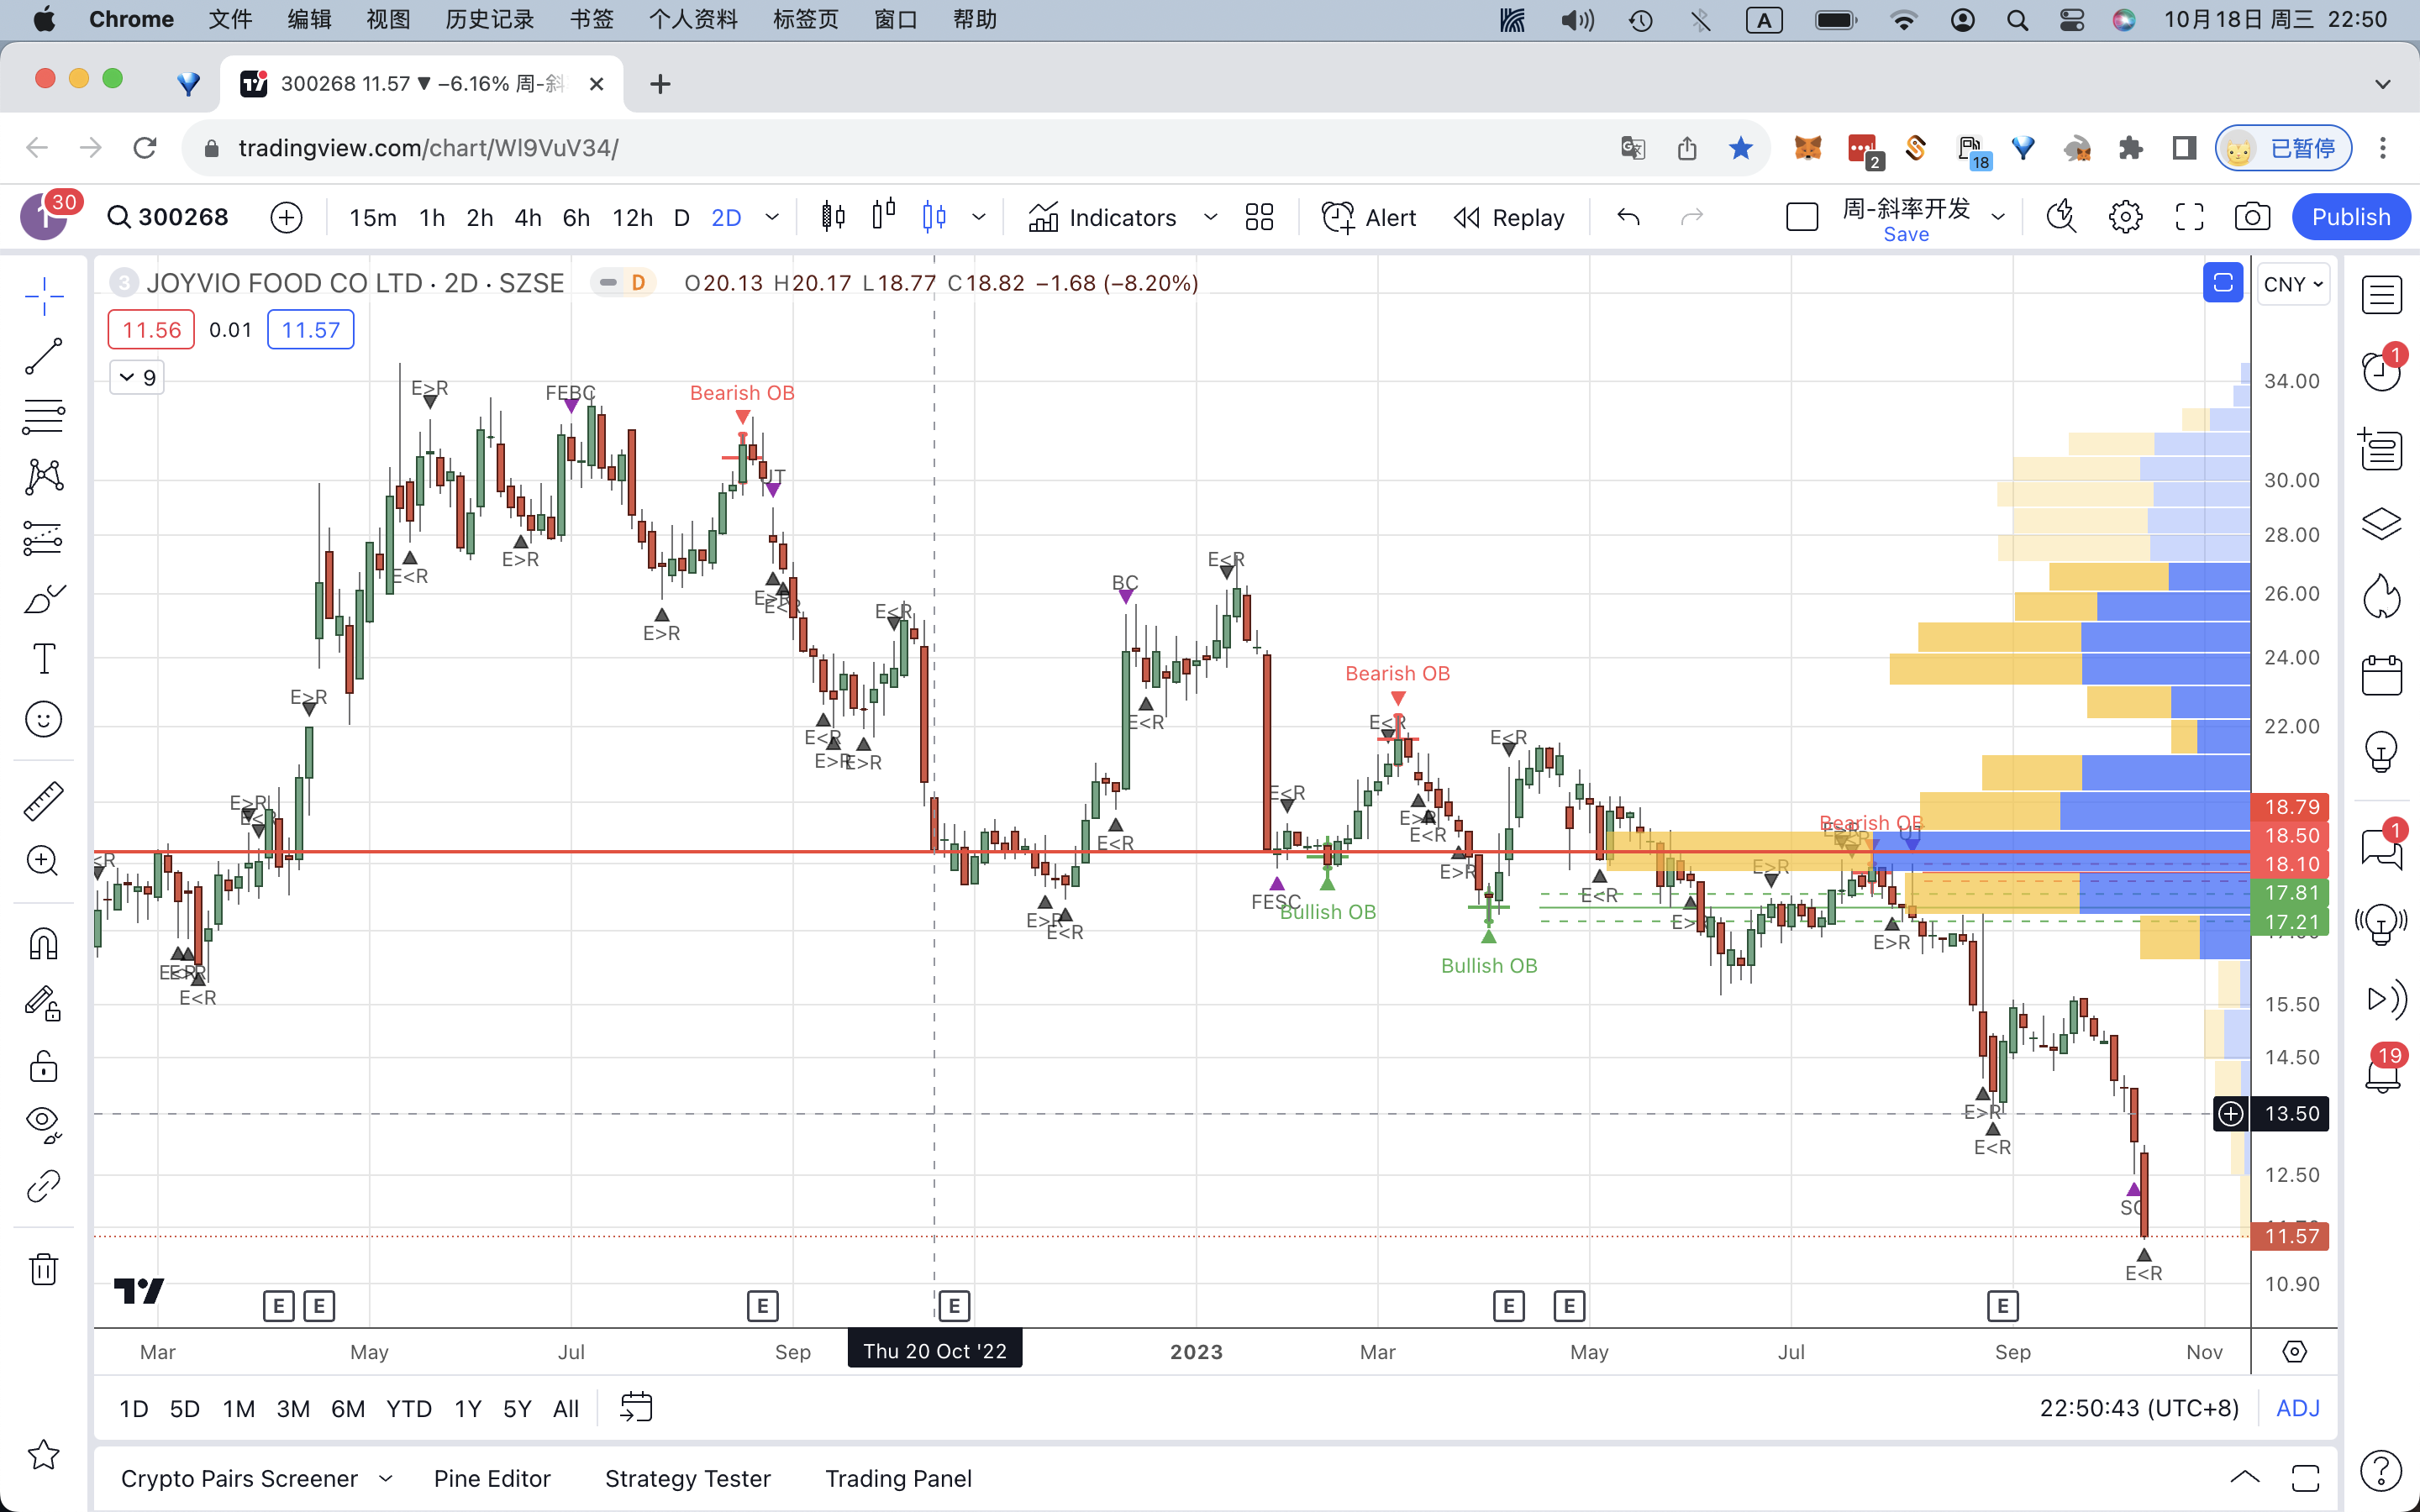 Chrome 文件 编辑 视图 历史记录 书签 个人资料 标签页 窗口 帮助 A 10月18日 周三 22:50
300268 11.57 ▼ −6.16% 周-斜
tradingview.com/chart/WI9VuV34/ 2 18 已暂停
30 300268 15m 1h 2h 4h 6h 12h D 2D Indicators Alert Replay 周-斜率开发 Save Publish
3 JOYVIO FOOD CO LTD · 2D · SZSE D O20.13 H20.17 L18.77 C18.82 −1.68 (−8.20%) CNY
11.56 0.01 11.57
9
E>R FEBC Bearish OB
34.00
30.00
28.00
26.00
24.00
22.00
E<R E>R E>R
E<R
BC E<R
E>R
E<R E<R
E>R E>R
E<R E<R
Bearish OB
E<R E<R
E<R
FESC
Bullish OB
E>R
E<R
E>R
Bullish OB
E<R
Bearish OB
E>R
E>R
E<R
E>R
E<R
18.79
18.50
18.10
17.81
17.21
15.50
14.50
E>R
E<R
13.50
12.50
11.57
E<R
10.90
E E E E E E E
Mar May Jul Sep Thu 20 Oct '22 2023 Mar May Jul Sep Nov
1D 5D 1M 3M 6M YTD 1Y 5Y All 22:50:43 (UTC+8) ADJ
Crypto Pairs Screener Pine Editor Strategy Tester Trading Panel
1
1
19